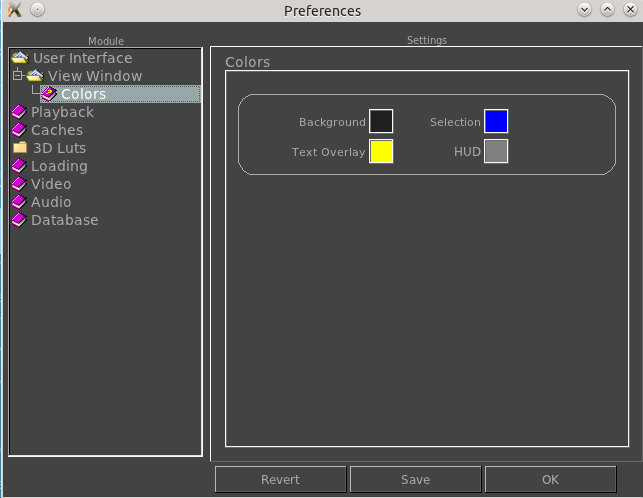 Preferences
Module
User Interface
View Window
Colors
Playback
Caches
3D Luts
Loading
Video
Audio
Database
Settings
Colors
Background
Selection
Text Overlay
HUD
Revert
Save
OK